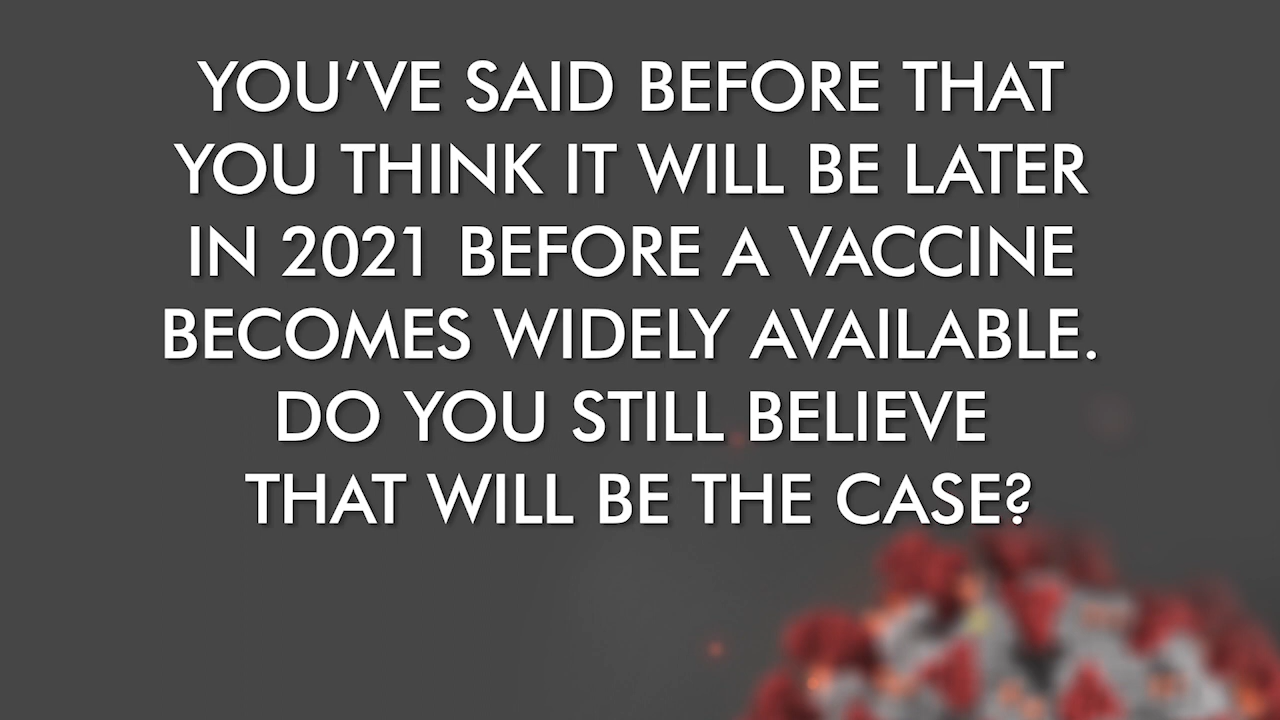 YOU’VE SAID BEFORE THAT
YOU THINK IT WILL BE LATER
IN 2021 BEFORE A VACCINE
BECOMES WIDELY AVAILABLE.
DO YOU STILL BELIEVE
THAT WILL BE THE CASE?